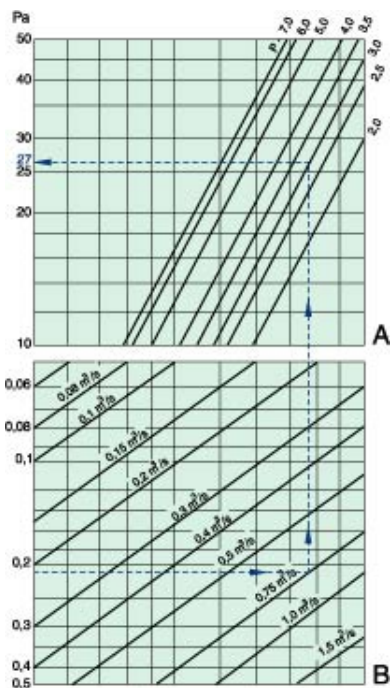 Pa
P 7,0 6,0 5,0 4,0 3,5
3,0
2,5
2,0
50
40
30
27
25
20
10
A
0,06
0,08
0,1
0,2
0,3
0,4
0,5
0,08 m³/s
0,1 m³/s
0,15 m³/s
0,2 m³/s
0,3 m³/s
0,4 m³/s
0,5 m³/s
0,75 m³/s
1,0 m³/s
1,5 m³/s
B